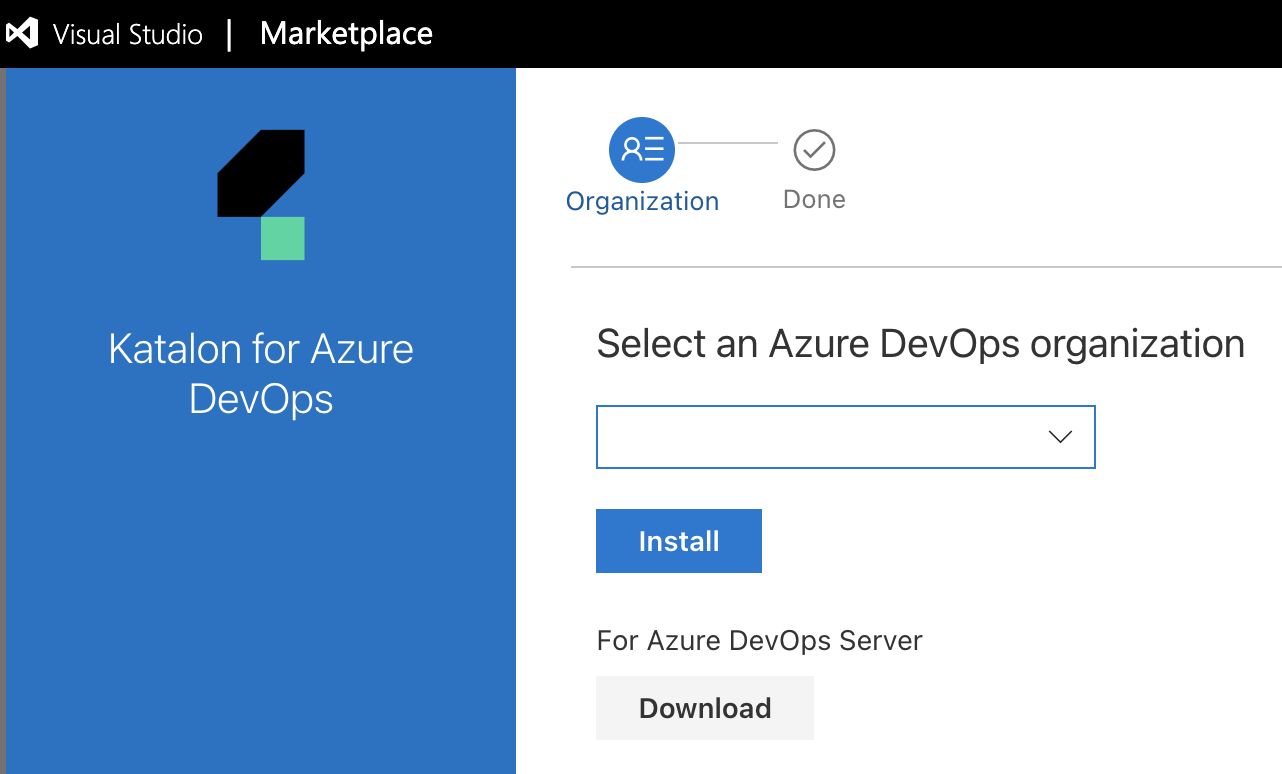 Visual Studio | Marketplace
Katalon for Azure
DevOps
Organization
Done
Select an Azure DevOps organization
Install
For Azure DevOps Server
Download